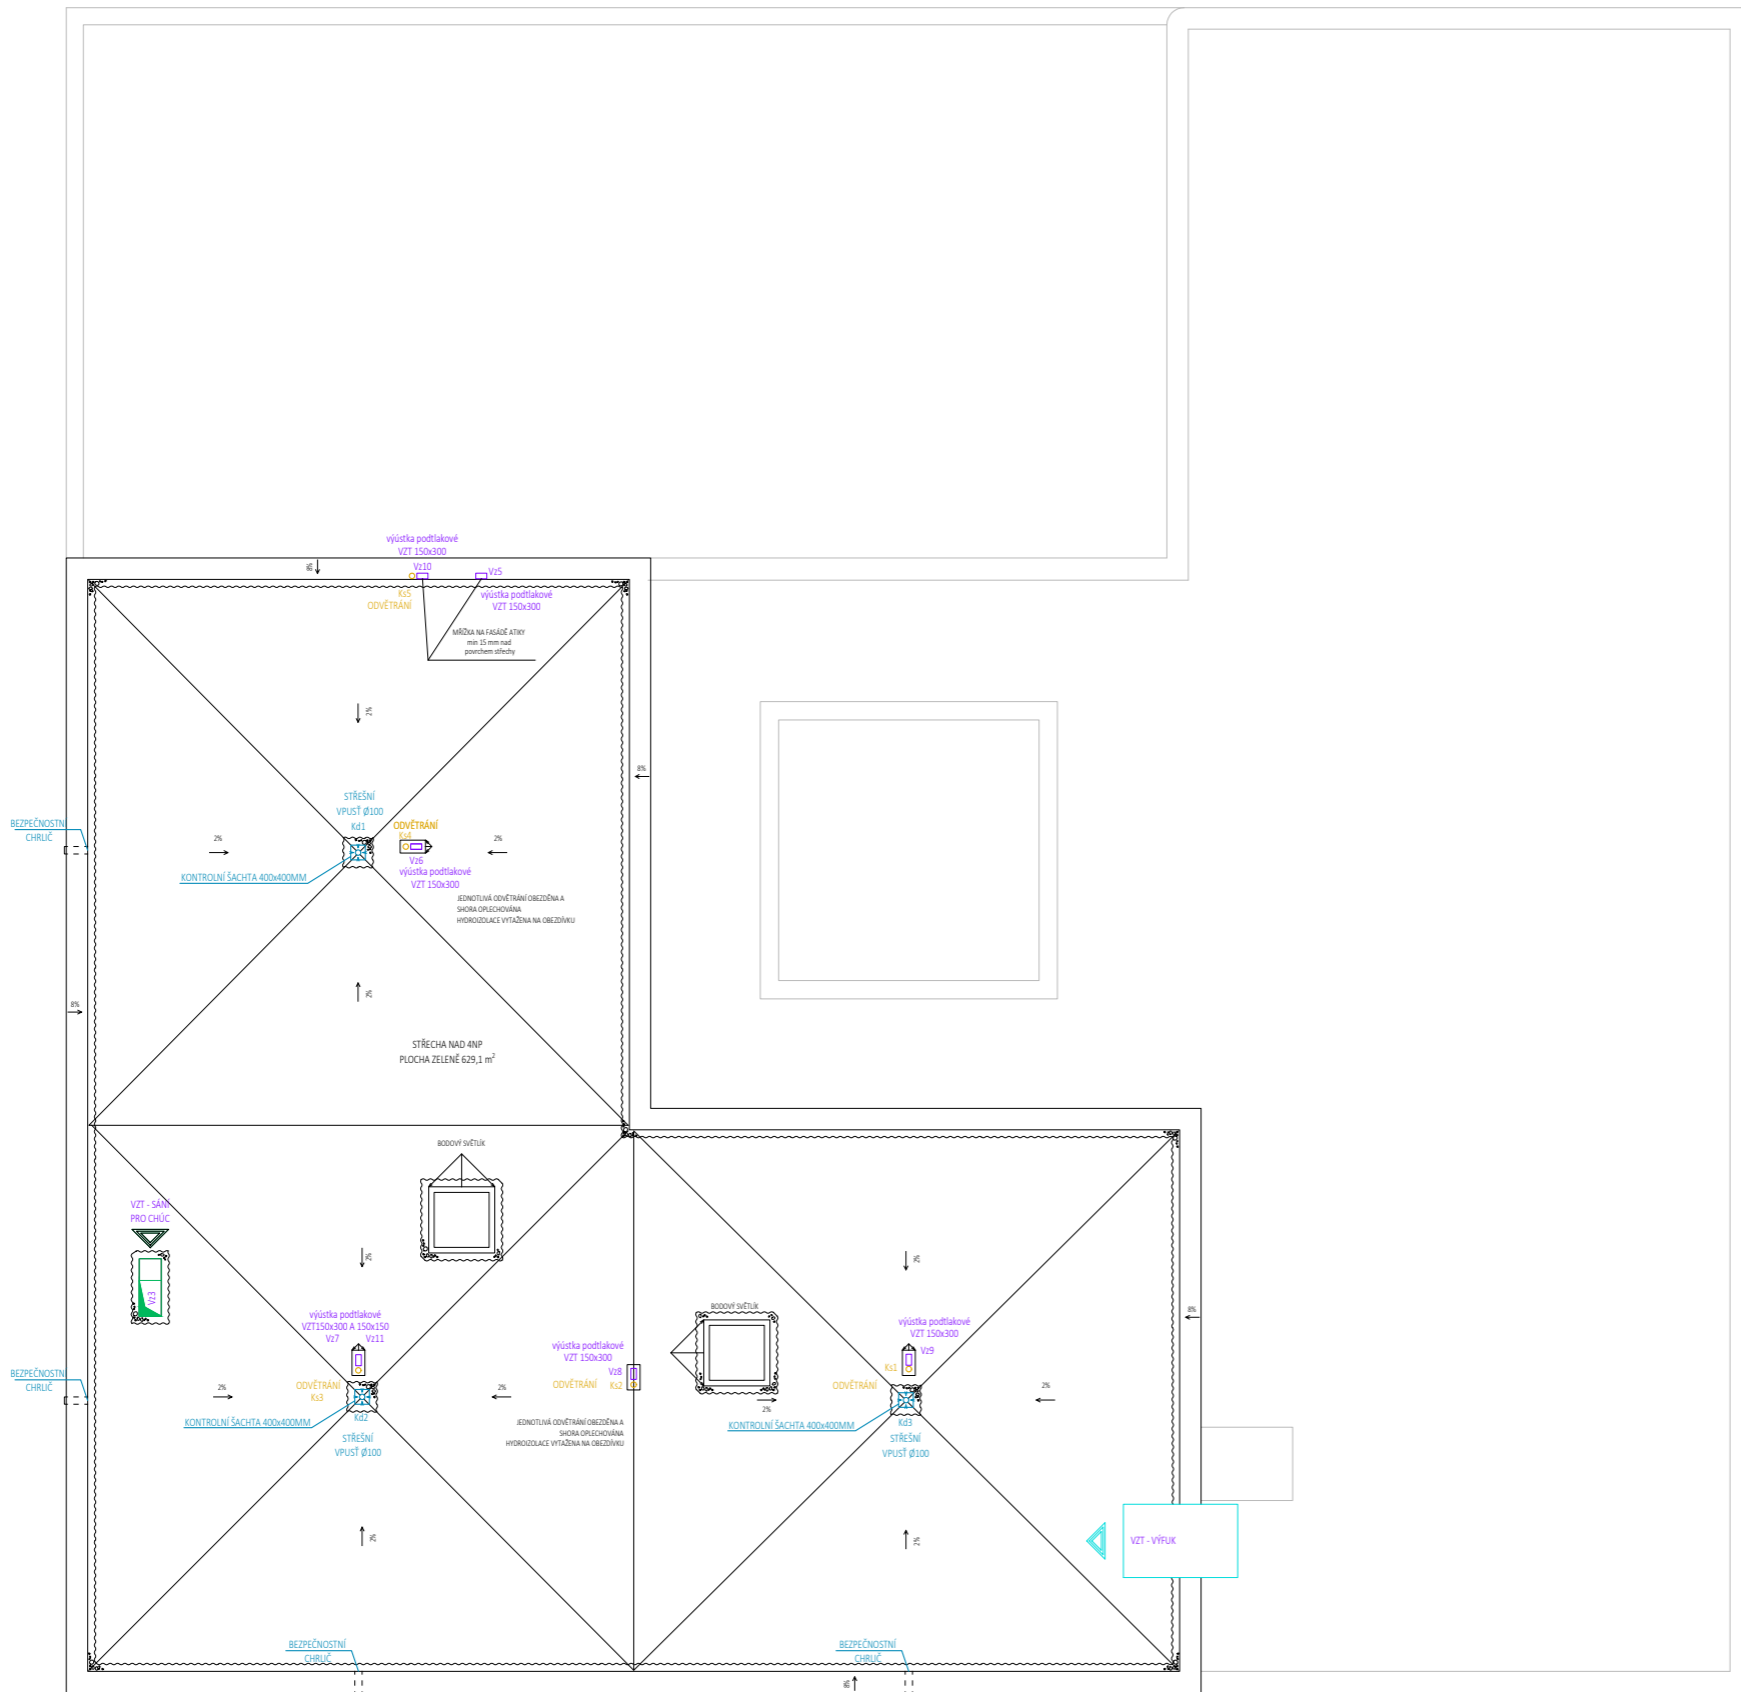 výústka podtlakové
VZT 150x300
Vz10
Vz5
8%
Ks5
ODVĚTRÁNÍ
výústka podtlakové
VZT 150x300
MŘÍŽKA NA FASÁDĚ ATIKY
min 15 mm nad
povrchem střechy
2%
8%
STŘEŠNÍ
VPUSŤ Ø100
Kd1
BEZPEČNOSTN
CHRLIČ
ODVĚTRÁNÍ
Ks4
2%
2%
Vz6
výústka podtlakové
VZT 150x300
KONTROLNÍ ŠACHTA 400x400MM
JEDNOTLIVÁ ODVĚTRÁNÍ OBEZDĚNA A
SHORA OPLECHOVÁNA
HYDROIZOLACE VYTAŽENA NA OBEZDÍVKU
2%
8%
STŘECHA NAD 4NP
PLOCHA ZELENĚ 629,1 m²
BODOVÝ SVĚTLÍK
VZT - SÁNÍ
PRO CHÚC
2%
2%
Vz3
BODOVÝ SVĚTLÍK
8%
výústka podtlakové
VZT150x300 A 150x150
Vz7
Vz11
výústka podtlakové
VZT 150x300
Vz9
výústka podtlakové
VZT 150x300
Vz8
Ks1
BEZPEČNOSTN
CHRLIČ
ODVĚTRÁNÍ
Ks3
ODVĚTRÁNÍ
Ks2
ODVĚTRÁNÍ
2%
2%
2%
2%
Kd2
KONTROLNÍ ŠACHTA 400x400MM
JEDNOTLIVÁ ODVĚTRÁNÍ OBEZDĚNA A
SHORA OPLECHOVÁNA
HYDROIZOLACE VYTAŽENA NA OBEZDÍVKU
KONTROLNÍ ŠACHTA 400x400MM
Kd3
STŘEŠNÍ
VPUSŤ Ø100
STŘEŠNÍ
VPUSŤ Ø100
2%
2%
VZT - VÝFUK
BEZPEČNOSTNÍ
CHRLIČ
BEZPEČNOSTNÍ
CHRLIČ
8%